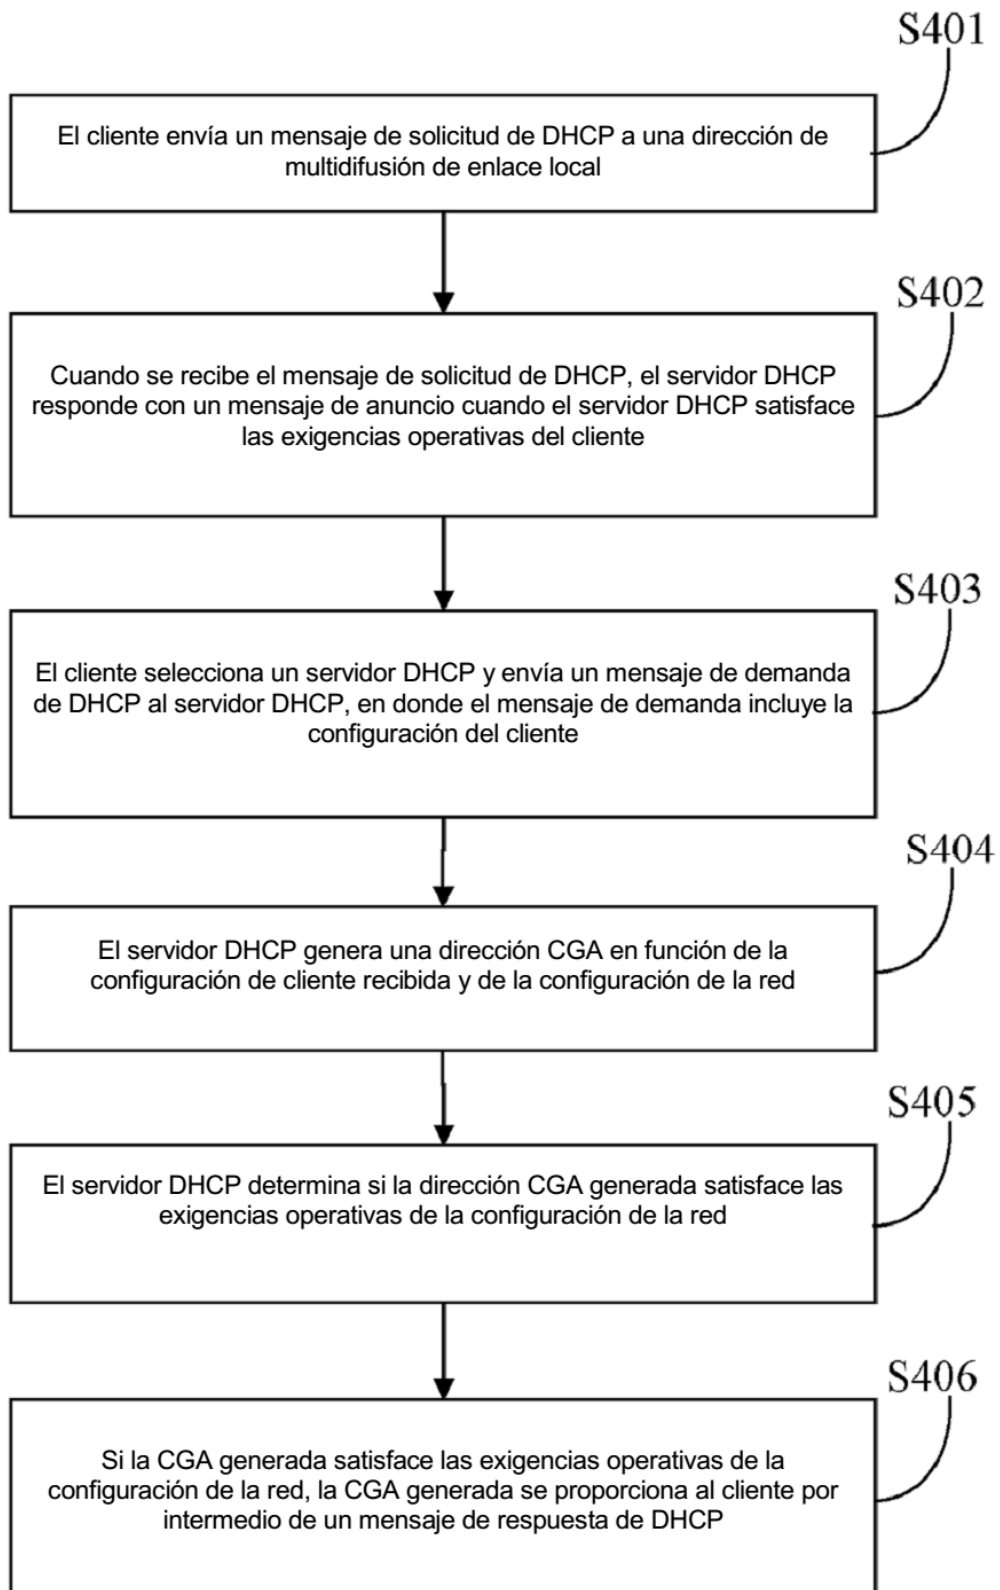 S401
El cliente envía un mensaje de solicitud de DHCP a una dirección de
multidifusión de enlace local
S402
Cuando se recibe el mensaje de solicitud de DHCP, el servidor DHCP
responde con un mensaje de anuncio cuando el servidor DHCP satisface
las exigencias operativas del cliente
S403
El cliente selecciona un servidor DHCP y envía un mensaje de demanda
de DHCP al servidor DHCP, en donde el mensaje de demanda incluye la
configuración del cliente
S404
El servidor DHCP genera una dirección CGA en función de la
configuración de cliente recibida y de la configuración de la red
S405
El servidor DHCP determina si la dirección CGA generada satisface las
exigencias operativas de la configuración de la red
S406
Si la CGA generada satisface las exigencias operativas de la
configuración de la red, la CGA generada se proporciona al cliente por
intermedio de un mensaje de respuesta de DHCP